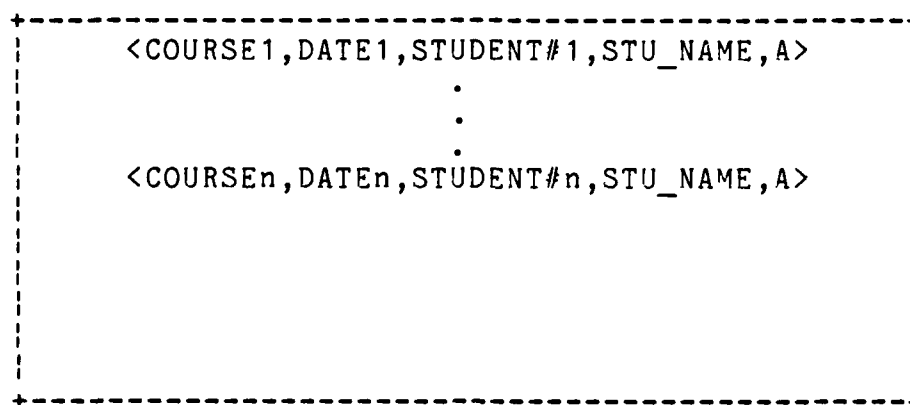 <COURSE1,DATE1,STUDENT#1,STU_NAME,A>
.
.
.
<COURSEn,DATEn,STUDENT#n,STU_NAME,A>